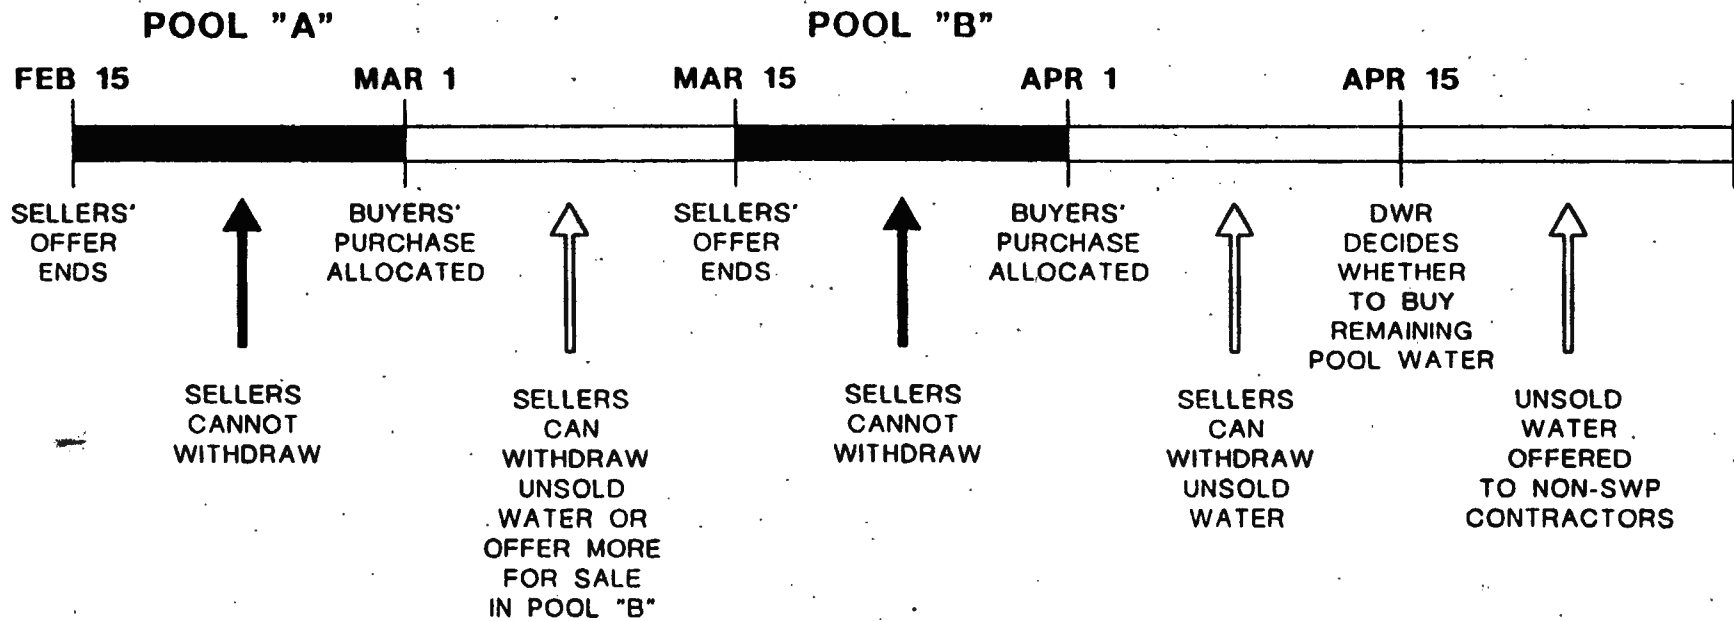 POOL "A"
POOL "B"
FEB 15
MAR 1
MAR 15
APR 1
APR 15
SELLERS'
OFFER
ENDS
BUYERS'
PURCHASE
ALLOCATED
SELLERS'
OFFER
ENDS
BUYERS'
PURCHASE
ALLOCATED
DWR
DECIDES
WHETHER
TO BUY
REMAINING
POOL WATER
SELLERS
CANNOT
WITHDRAW
SELLERS
CAN
WITHDRAW
UNSOLD
WATER OR
OFFER MORE
FOR SALE
IN POOL "B"
SELLERS
CANNOT
WITHDRAW
SELLERS
CAN
WITHDRAW
UNSOLD
WATER
UNSOLD
WATER
OFFERED
TO NON-SWP
CONTRACTORS